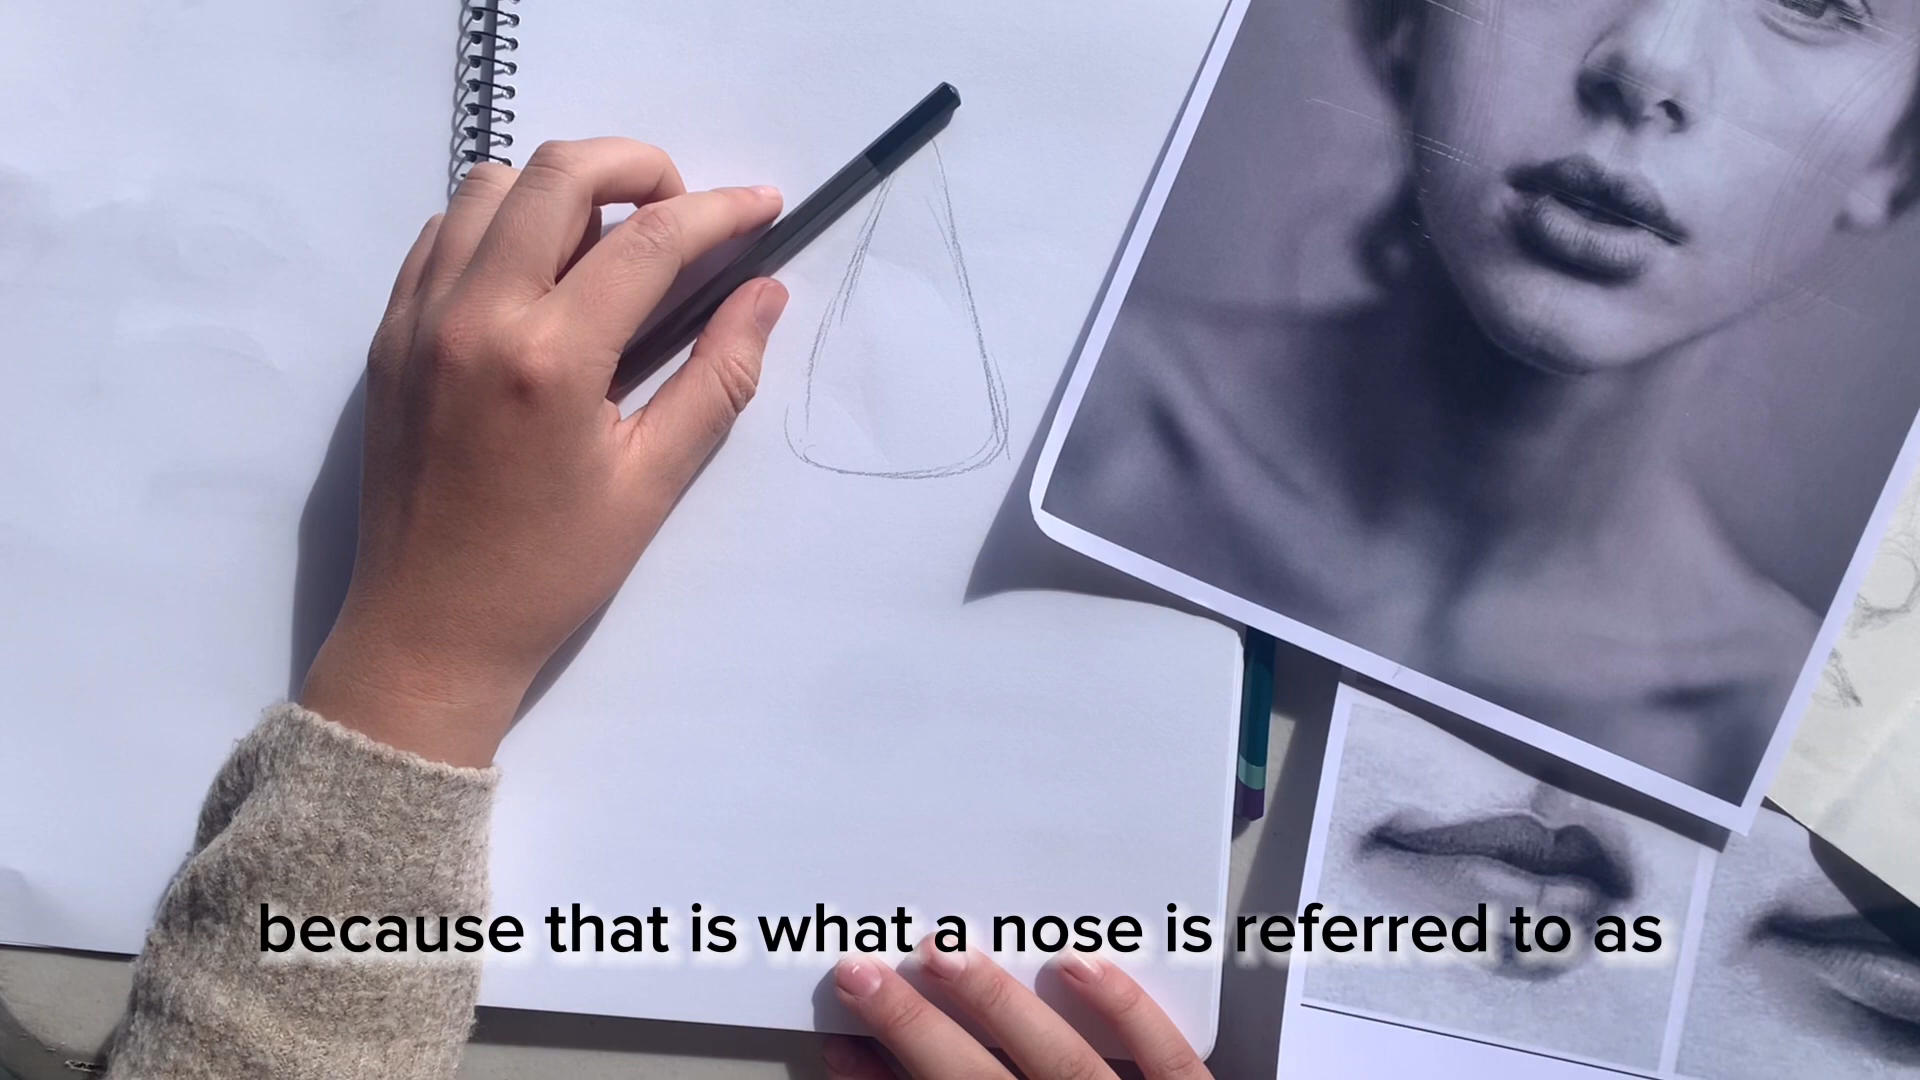 because that is what a nose is referred to as